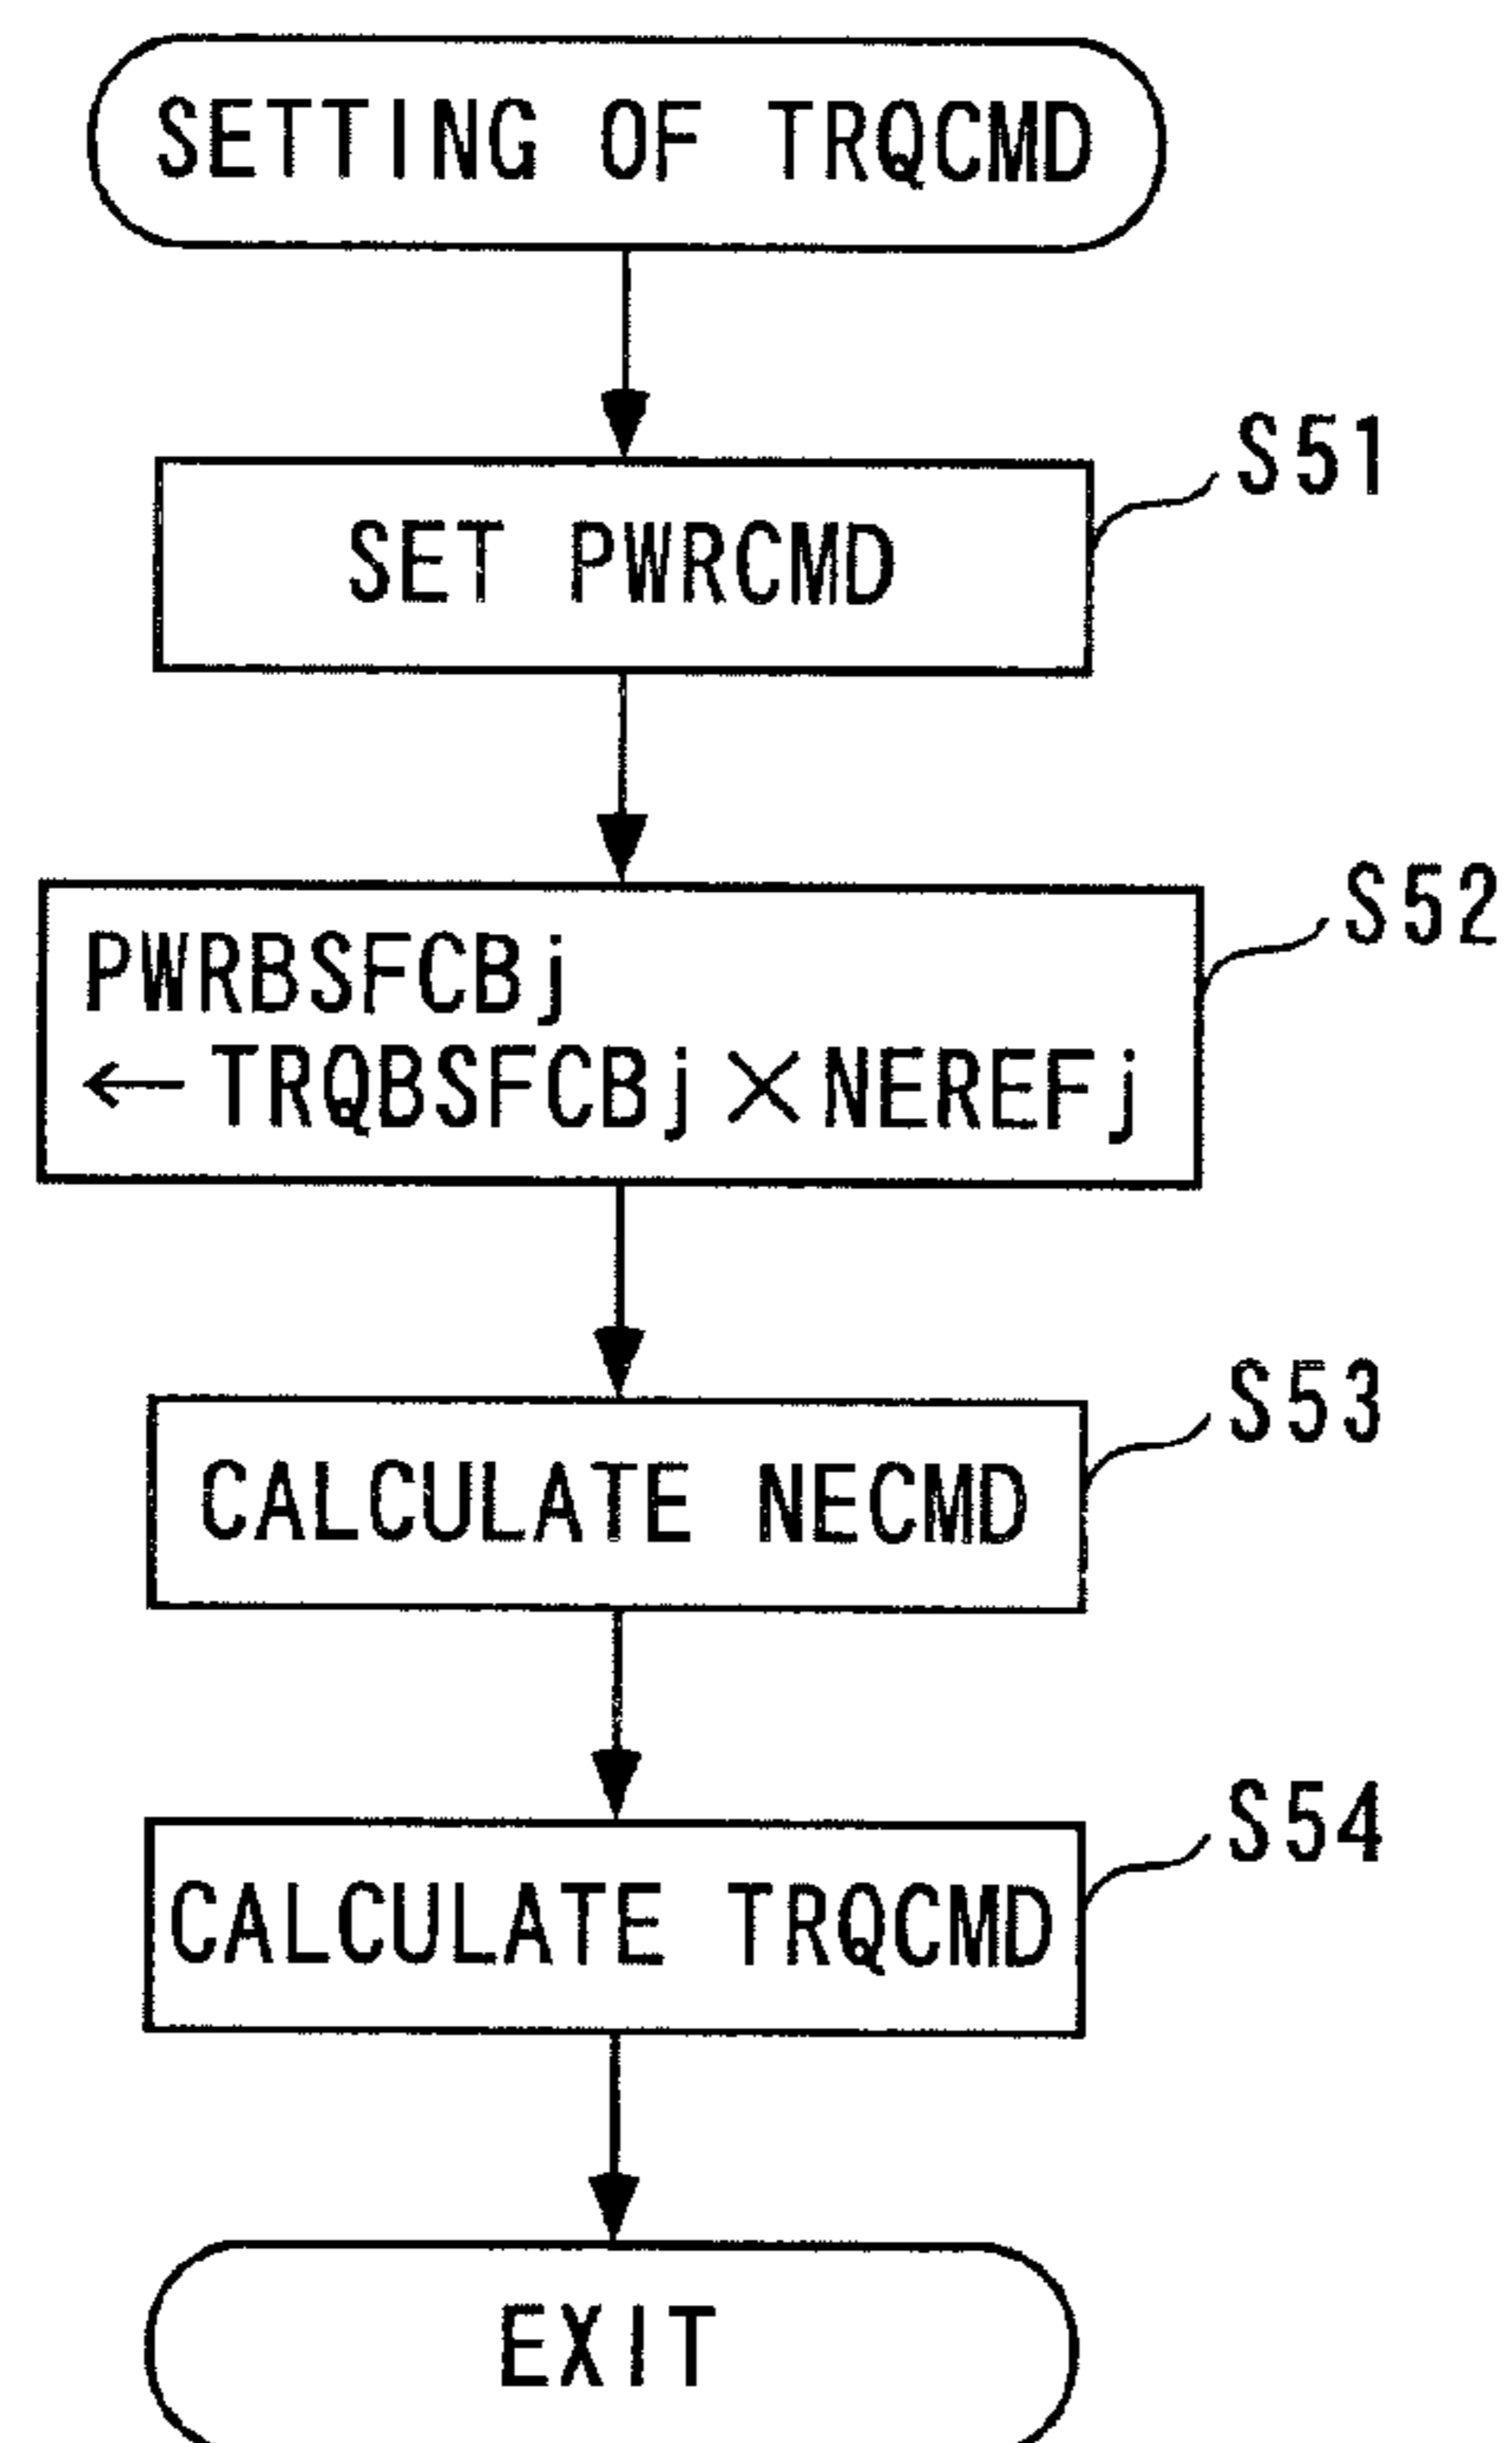 SETTING OF TRQCMD
S51
SET PWRCMD
S52
PWRBSFCBj
← TRQBSFCBj×NEREFj
S53
CALCULATE NECMD
S54
CALCULATE TRQCMD
EXIT